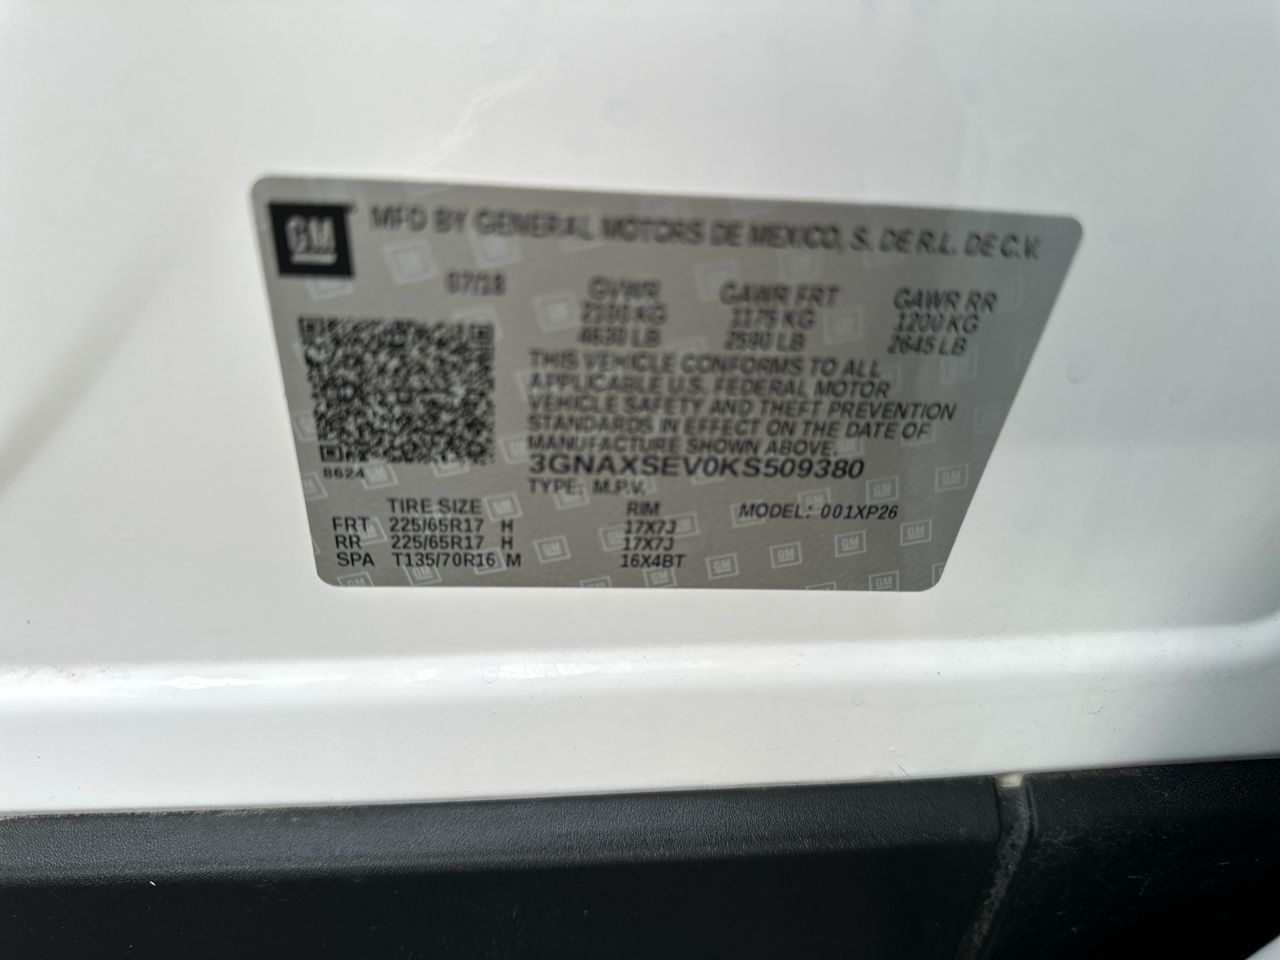 GM
MFD BY GENERAL MOTORS DE MEXICO, S. DE R.L. DE C.V.
07/18 GVWR GAWR FRT GAWR RR
2100 KG 1175 KG 1200 KG
4630 LB 2590 LB 2645 LB
THIS VEHICLE CONFORMS TO ALL
APPLICABLE U.S. FEDERAL MOTOR
VEHICLE SAFETY AND THEFT PREVENTION
STANDARDS IN EFFECT ON THE DATE OF
MANUFACTURE SHOWN ABOVE.
3GNAXSEV0KS509380
8624
TYPE: M.P.V.
TIRE SIZE RIM MODEL: 001XP26
FRT 225/65R17 H 17X7J
RR 225/65R17 H 17X7J
SPA T135/70R16 M 16X4BT